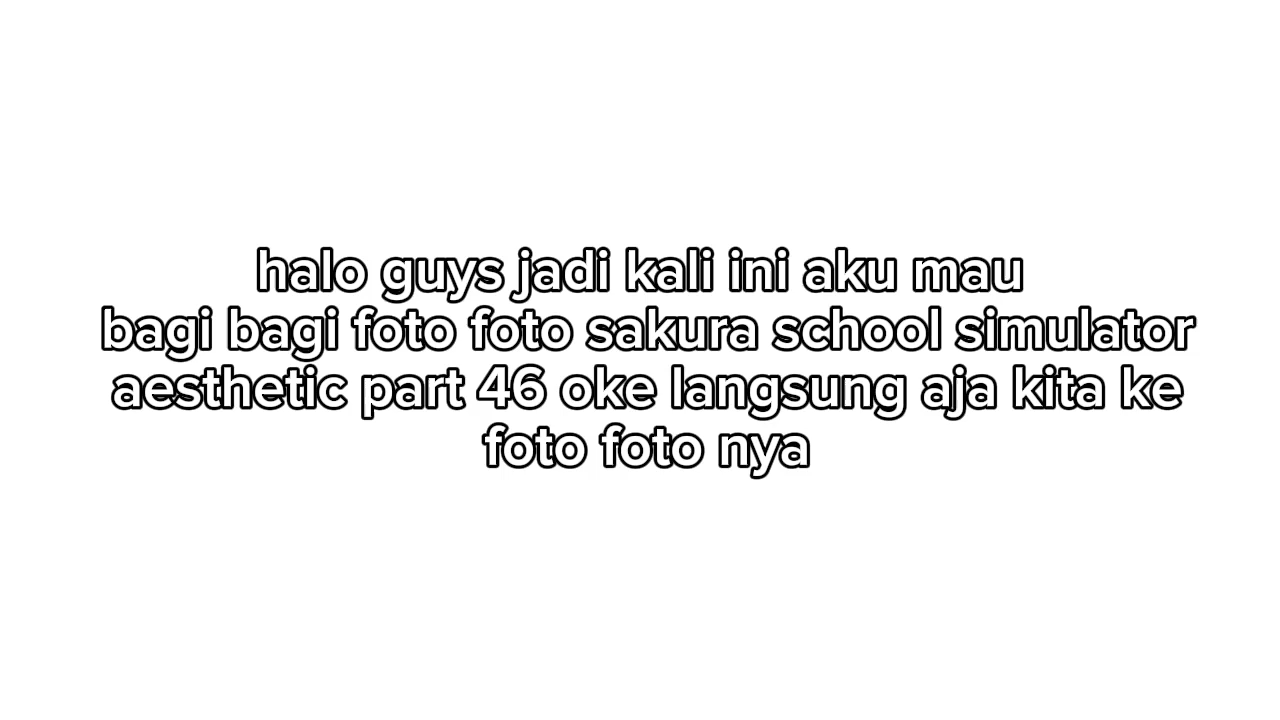 halo guys jadi kali ini aku mau
bagi bagi foto foto sakura school simulator
aesthetic part 46 oke langsung aja kita ke
foto foto nya